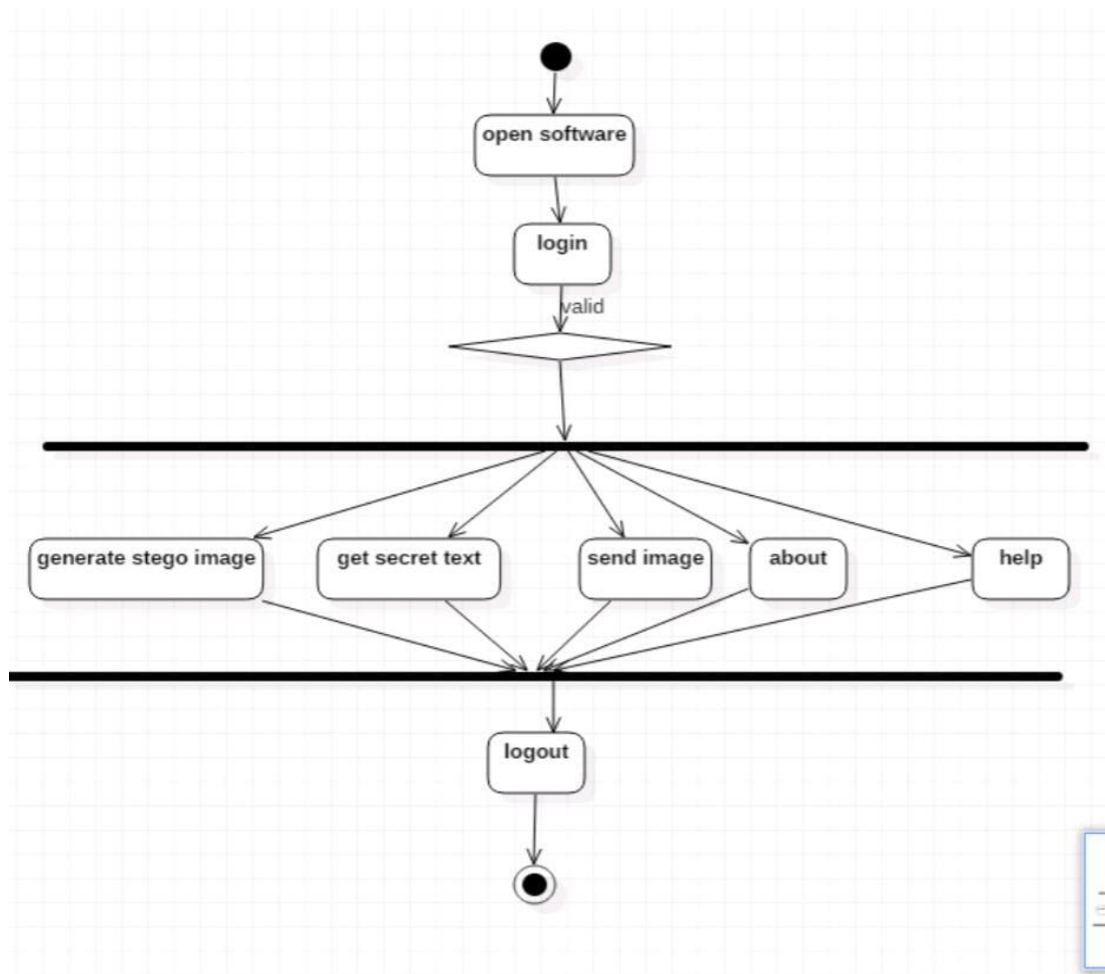 open software
login
valid
generate stego image
get secret text
send image
about
help
logout